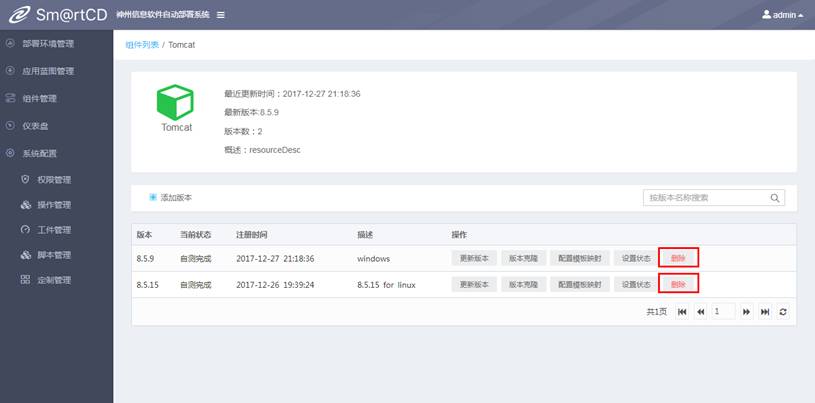 Sm@rtCD 神州信息软件自动部署系统 admin
部署环境管理
应用蓝图管理
组件管理
仪表盘
系统配置
权限管理
操作管理
工件管理
脚本管理
定制管理
组件列表 / Tomcat
Tomcat
最近更新时间：2017-12-27 21:18:36
最新版本:8.5.9
版本数：2
概述：resourceDesc
添加版本 按版本名称搜索
版本 当前状态 注册时间 描述 操作
8.5.9 自测完成 2017-12-27 21:18:36 windows 更新版本 版本克隆 配置模板映射 设置状态 删除
8.5.15 自测完成 2017-12-26 19:39:24 8.5.15 for linux 更新版本 版本克隆 配置模板映射 设置状态 删除
共1页 1